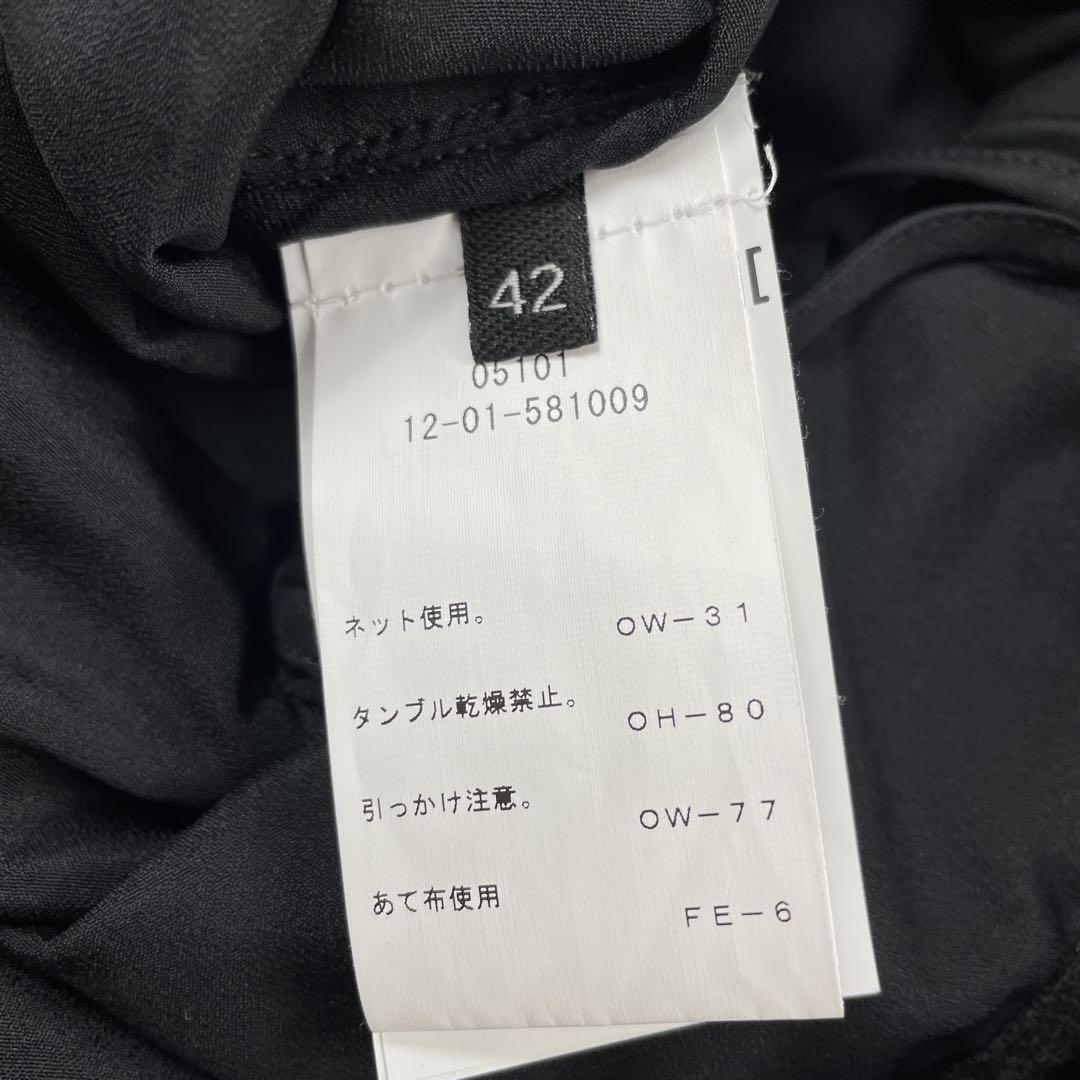 42
05101
12-01-581009
ネット使用。 OW-31
タンブル乾燥禁止。 OH-80
引っかけ注意。 OW-77
あて布使用 FE-6